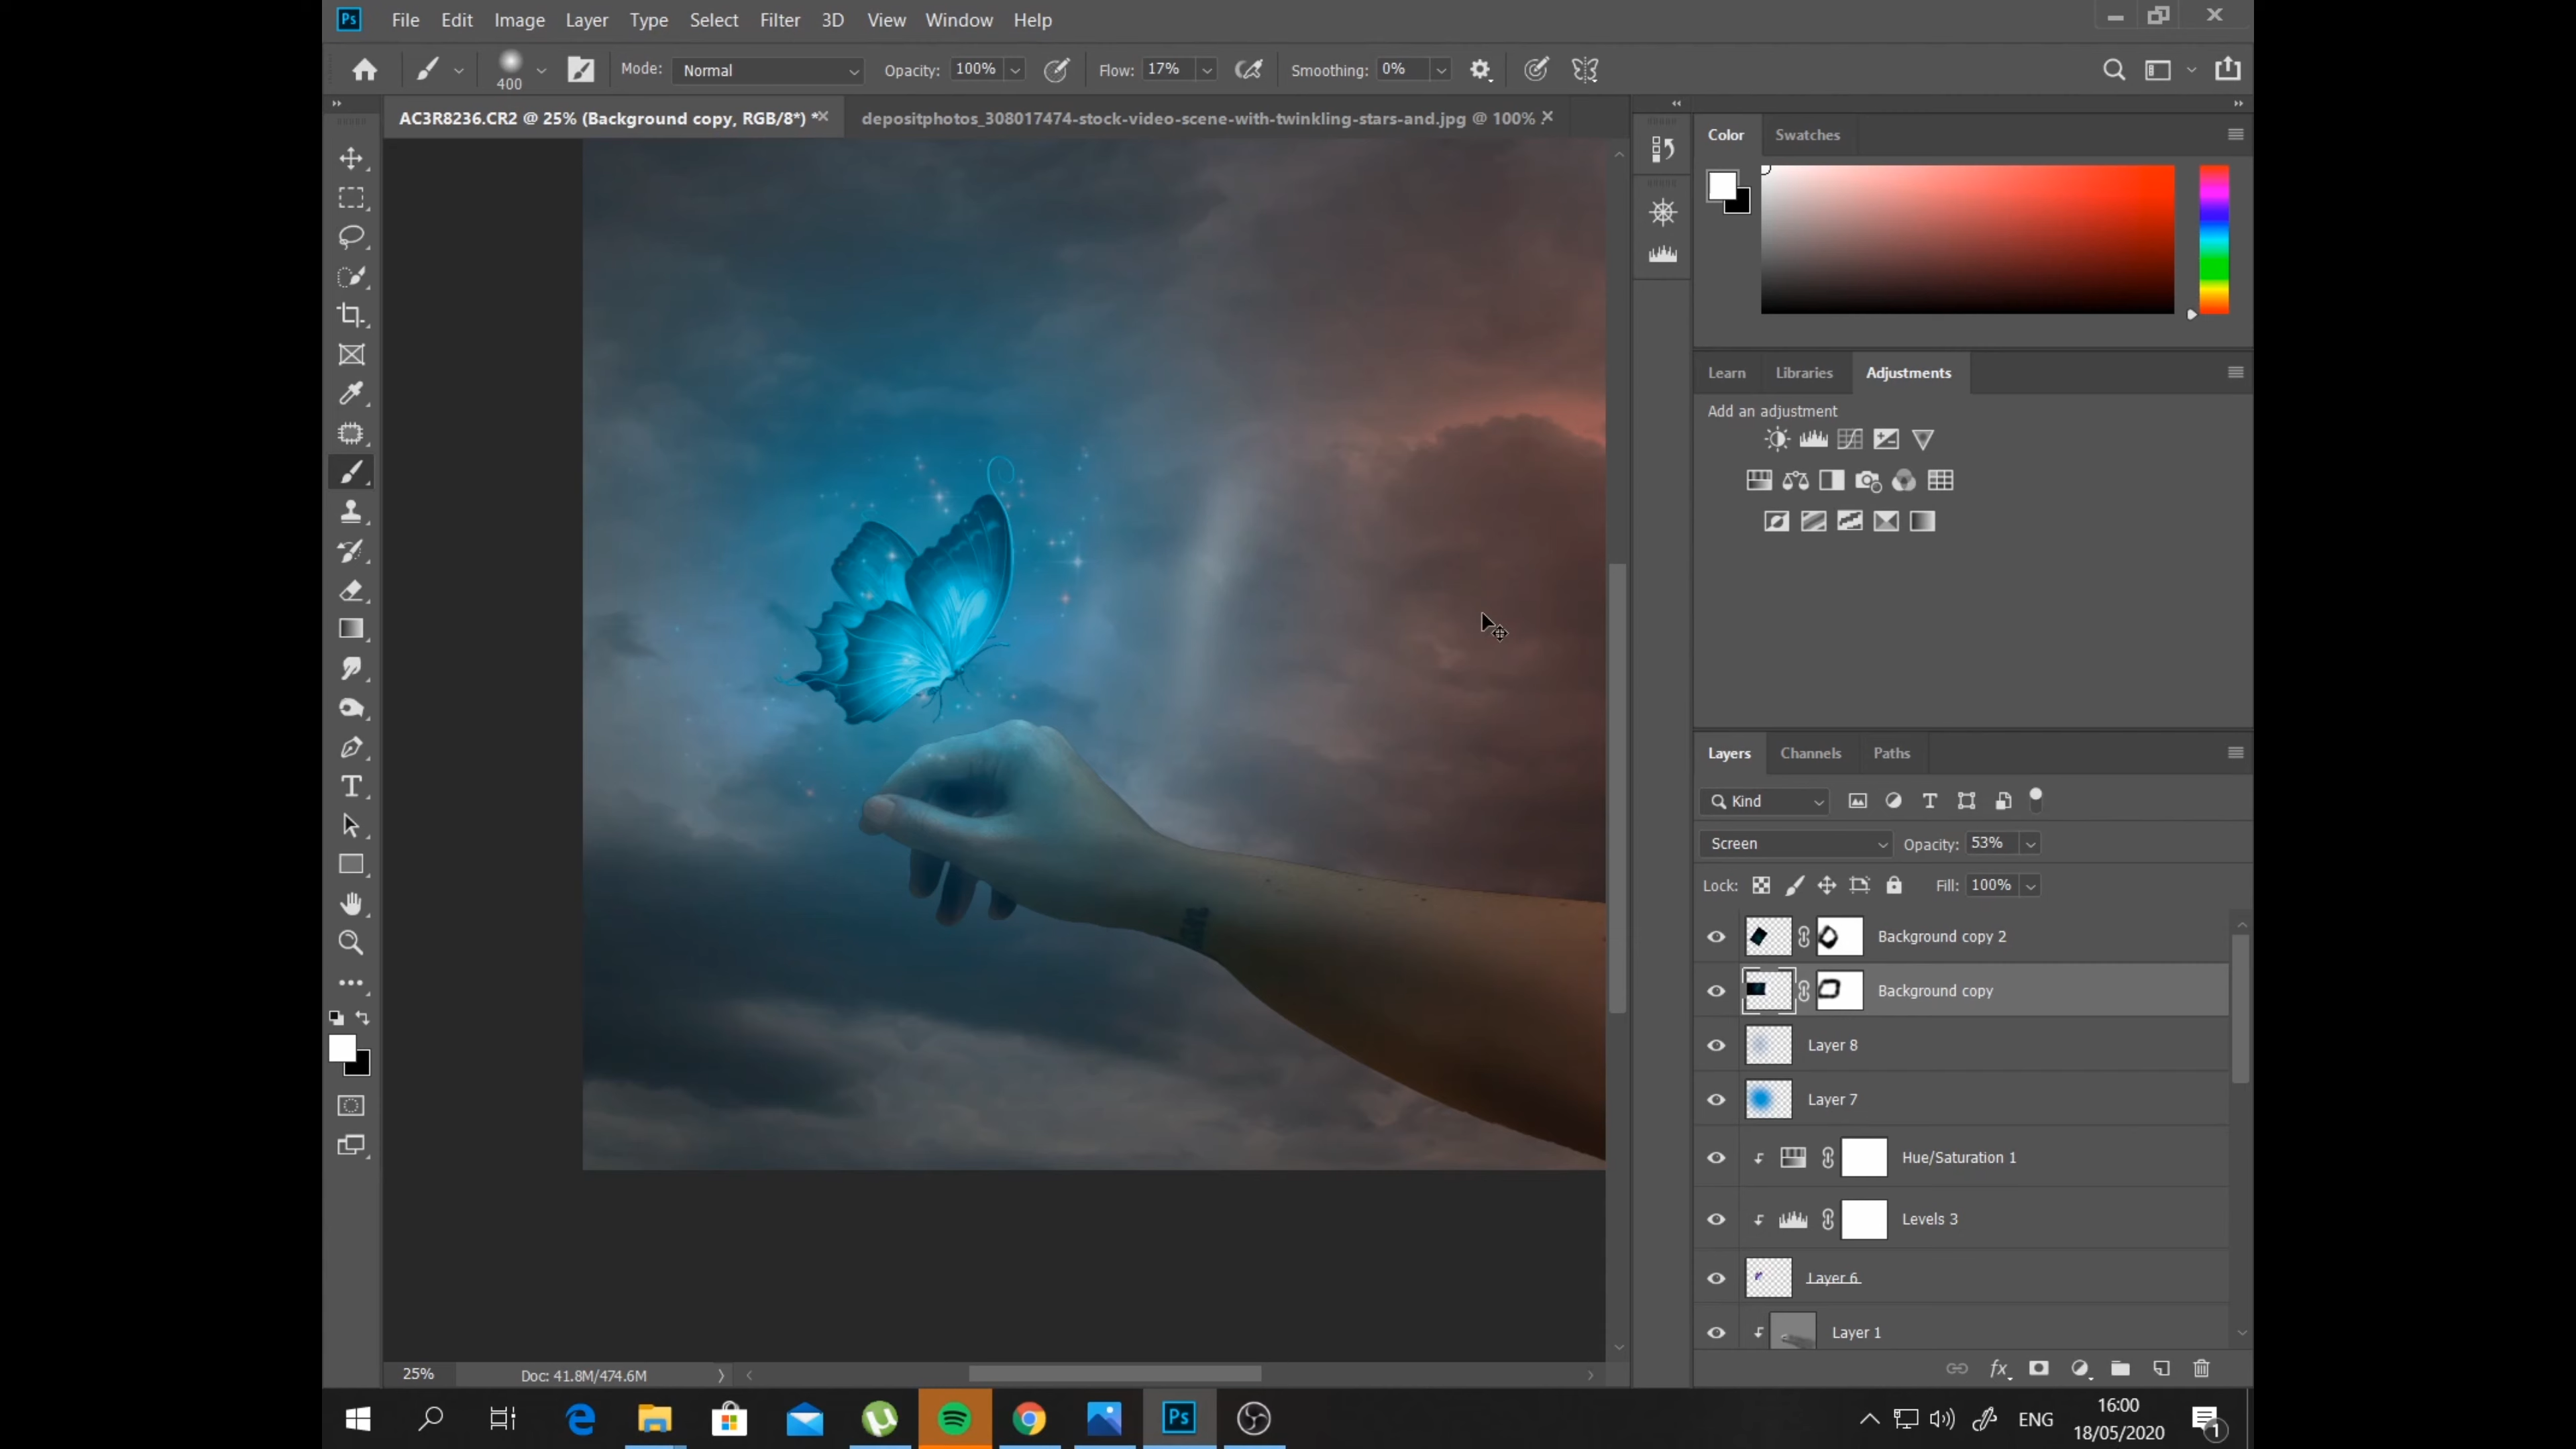 Ps File Edit Image Layer Type Select Filter 3D View Window Help
400 Mode: Normal Opacity: 100% Flow: 17% Smoothing: 0%
AC3R8236.CR2 @ 25% (Background copy, RGB/8*) * depositphotos_308017474-stock-video-scene-with-twinkling-stars-and.jpg @ 100%
Color Swatches
Learn Libraries Adjustments
Add an adjustment
Layers Channels Paths
Kind
Screen Opacity: 53%
Lock: Fill: 100%
Background copy 2
Background copy
Layer 8
Layer 7
Hue/Saturation 1
Levels 3
Layer 6
Layer 1
fx
25% Doc: 41.8M/474.6M
Ps ENG 16:00
18/05/2020
1